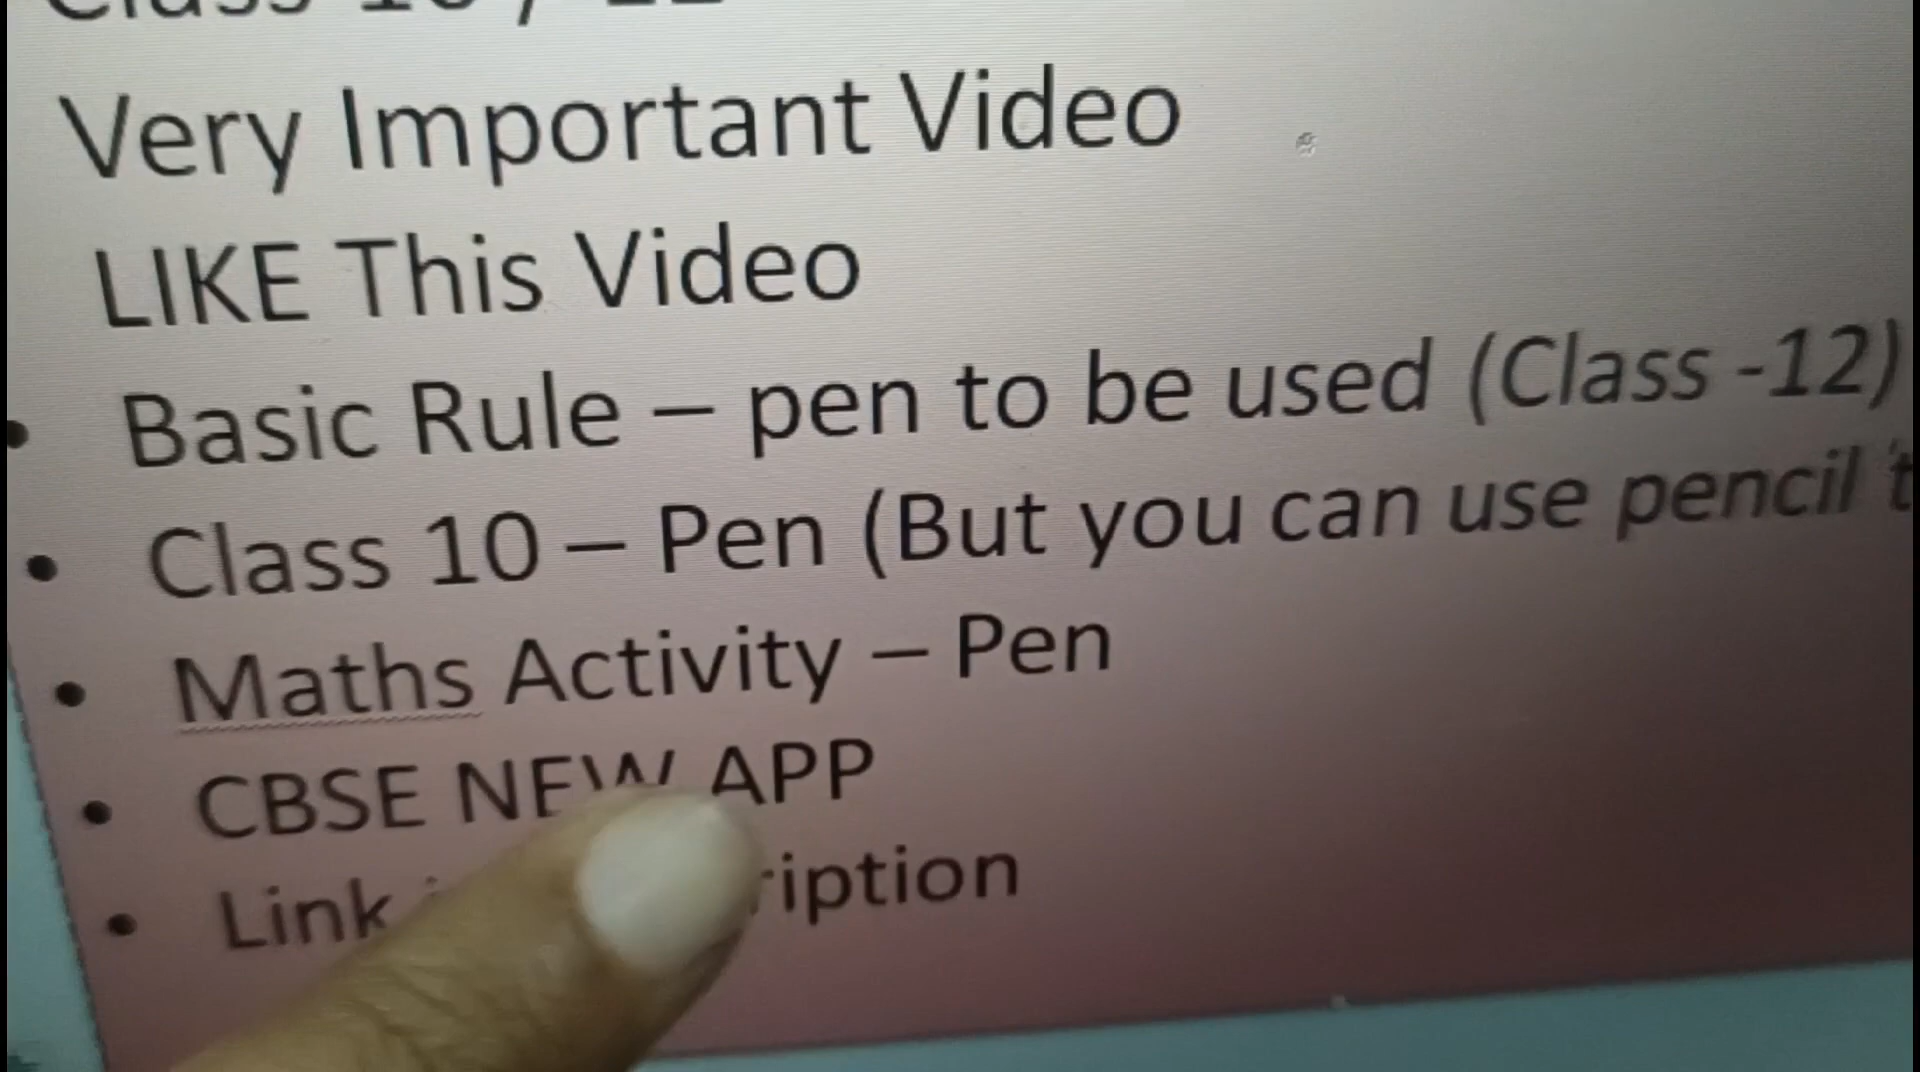 Very Important Video
LIKE This Video
• Basic Rule – pen to be used (Class -12)
• Class 10 – Pen (But you can use pencil
• Maths Activity – Pen
• CBSE NEW APP
• Link